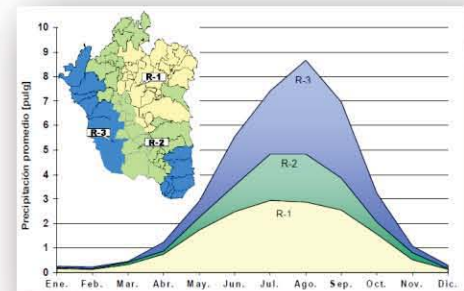 Precipitación promedio [pulg]
10
9
8
7
6
5
4
3
2
1
0
R-1
R-3
R-2
R-3
R-2
R-1
Ene. Feb. Mar. Abr. May. Jun. Jul. Ago. Sep. Oct. Nov. Dic.